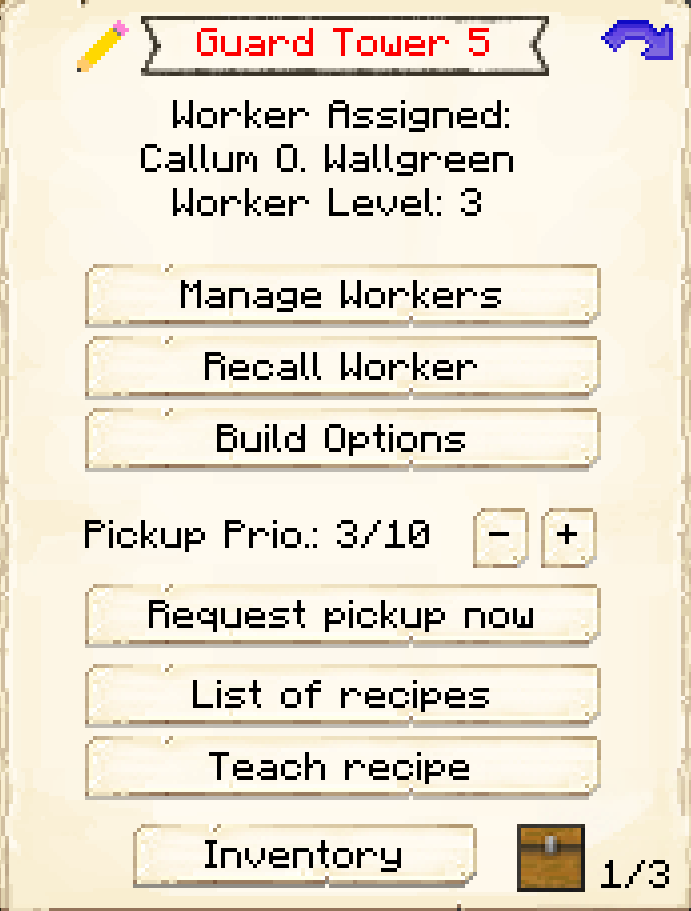 Guard Tower 5
Worker Assigned:
Callum O. Wallgreen
Worker Level: 3
Manage Workers
Recall Worker
Build Options
Pickup Prio.: 3/10 - +
Request pickup now
List of recipes
Teach recipe
Inventory 1/3